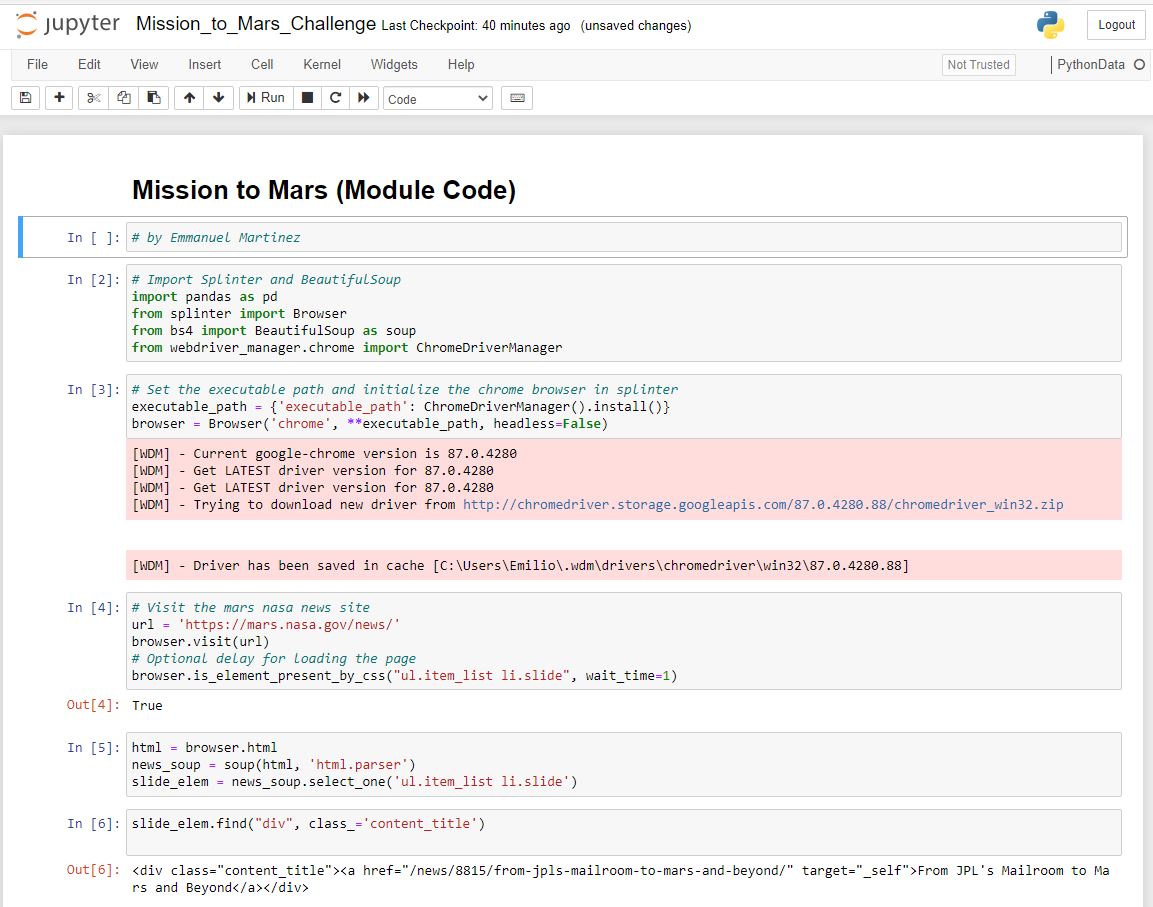 jupyter Mission_to_Mars_Challenge Last Checkpoint: 40 minutes ago (unsaved changes) Logout
File Edit View Insert Cell Kernel Widgets Help Not Trusted PythonData
Run Code
Mission to Mars (Module Code)
In [ ]: # by Emmanuel Martinez
In [2]: # Import Splinter and BeautifulSoup
import pandas as pd
from splinter import Browser
from bs4 import BeautifulSoup as soup
from webdriver_manager.chrome import ChromeDriverManager
In [3]: # Set the executable path and initialize the chrome browser in splinter
executable_path = {'executable_path': ChromeDriverManager().install()}
browser = Browser('chrome', **executable_path, headless=False)
[WDM] - Current google-chrome version is 87.0.4280
[WDM] - Get LATEST driver version for 87.0.4280
[WDM] - Get LATEST driver version for 87.0.4280
[WDM] - Trying to download new driver from http://chromedriver.storage.googleapis.com/87.0.4280.88/chromedriver_win32.zip
[WDM] - Driver has been saved in cache [C:\Users\Emilio\.wdm\drivers\chromedriver\win32\87.0.4280.88]
In [4]: # Visit the mars nasa news site
url = 'https://mars.nasa.gov/news/'
browser.visit(url)
# Optional delay for loading the page
browser.is_element_present_by_css("ul.item_list li.slide", wait_time=1)
Out[4]: True
In [5]: html = browser.html
news_soup = soup(html, 'html.parser')
slide_elem = news_soup.select_one('ul.item_list li.slide')
In [6]: slide_elem.find("div", class_='content_title')
Out[6]: <div class="content_title"><a href="/news/8815/from-jpls-mailroom-to-mars-and-beyond/" target="_self">From JPL's Mailroom to Ma
rs and Beyond</a></div>